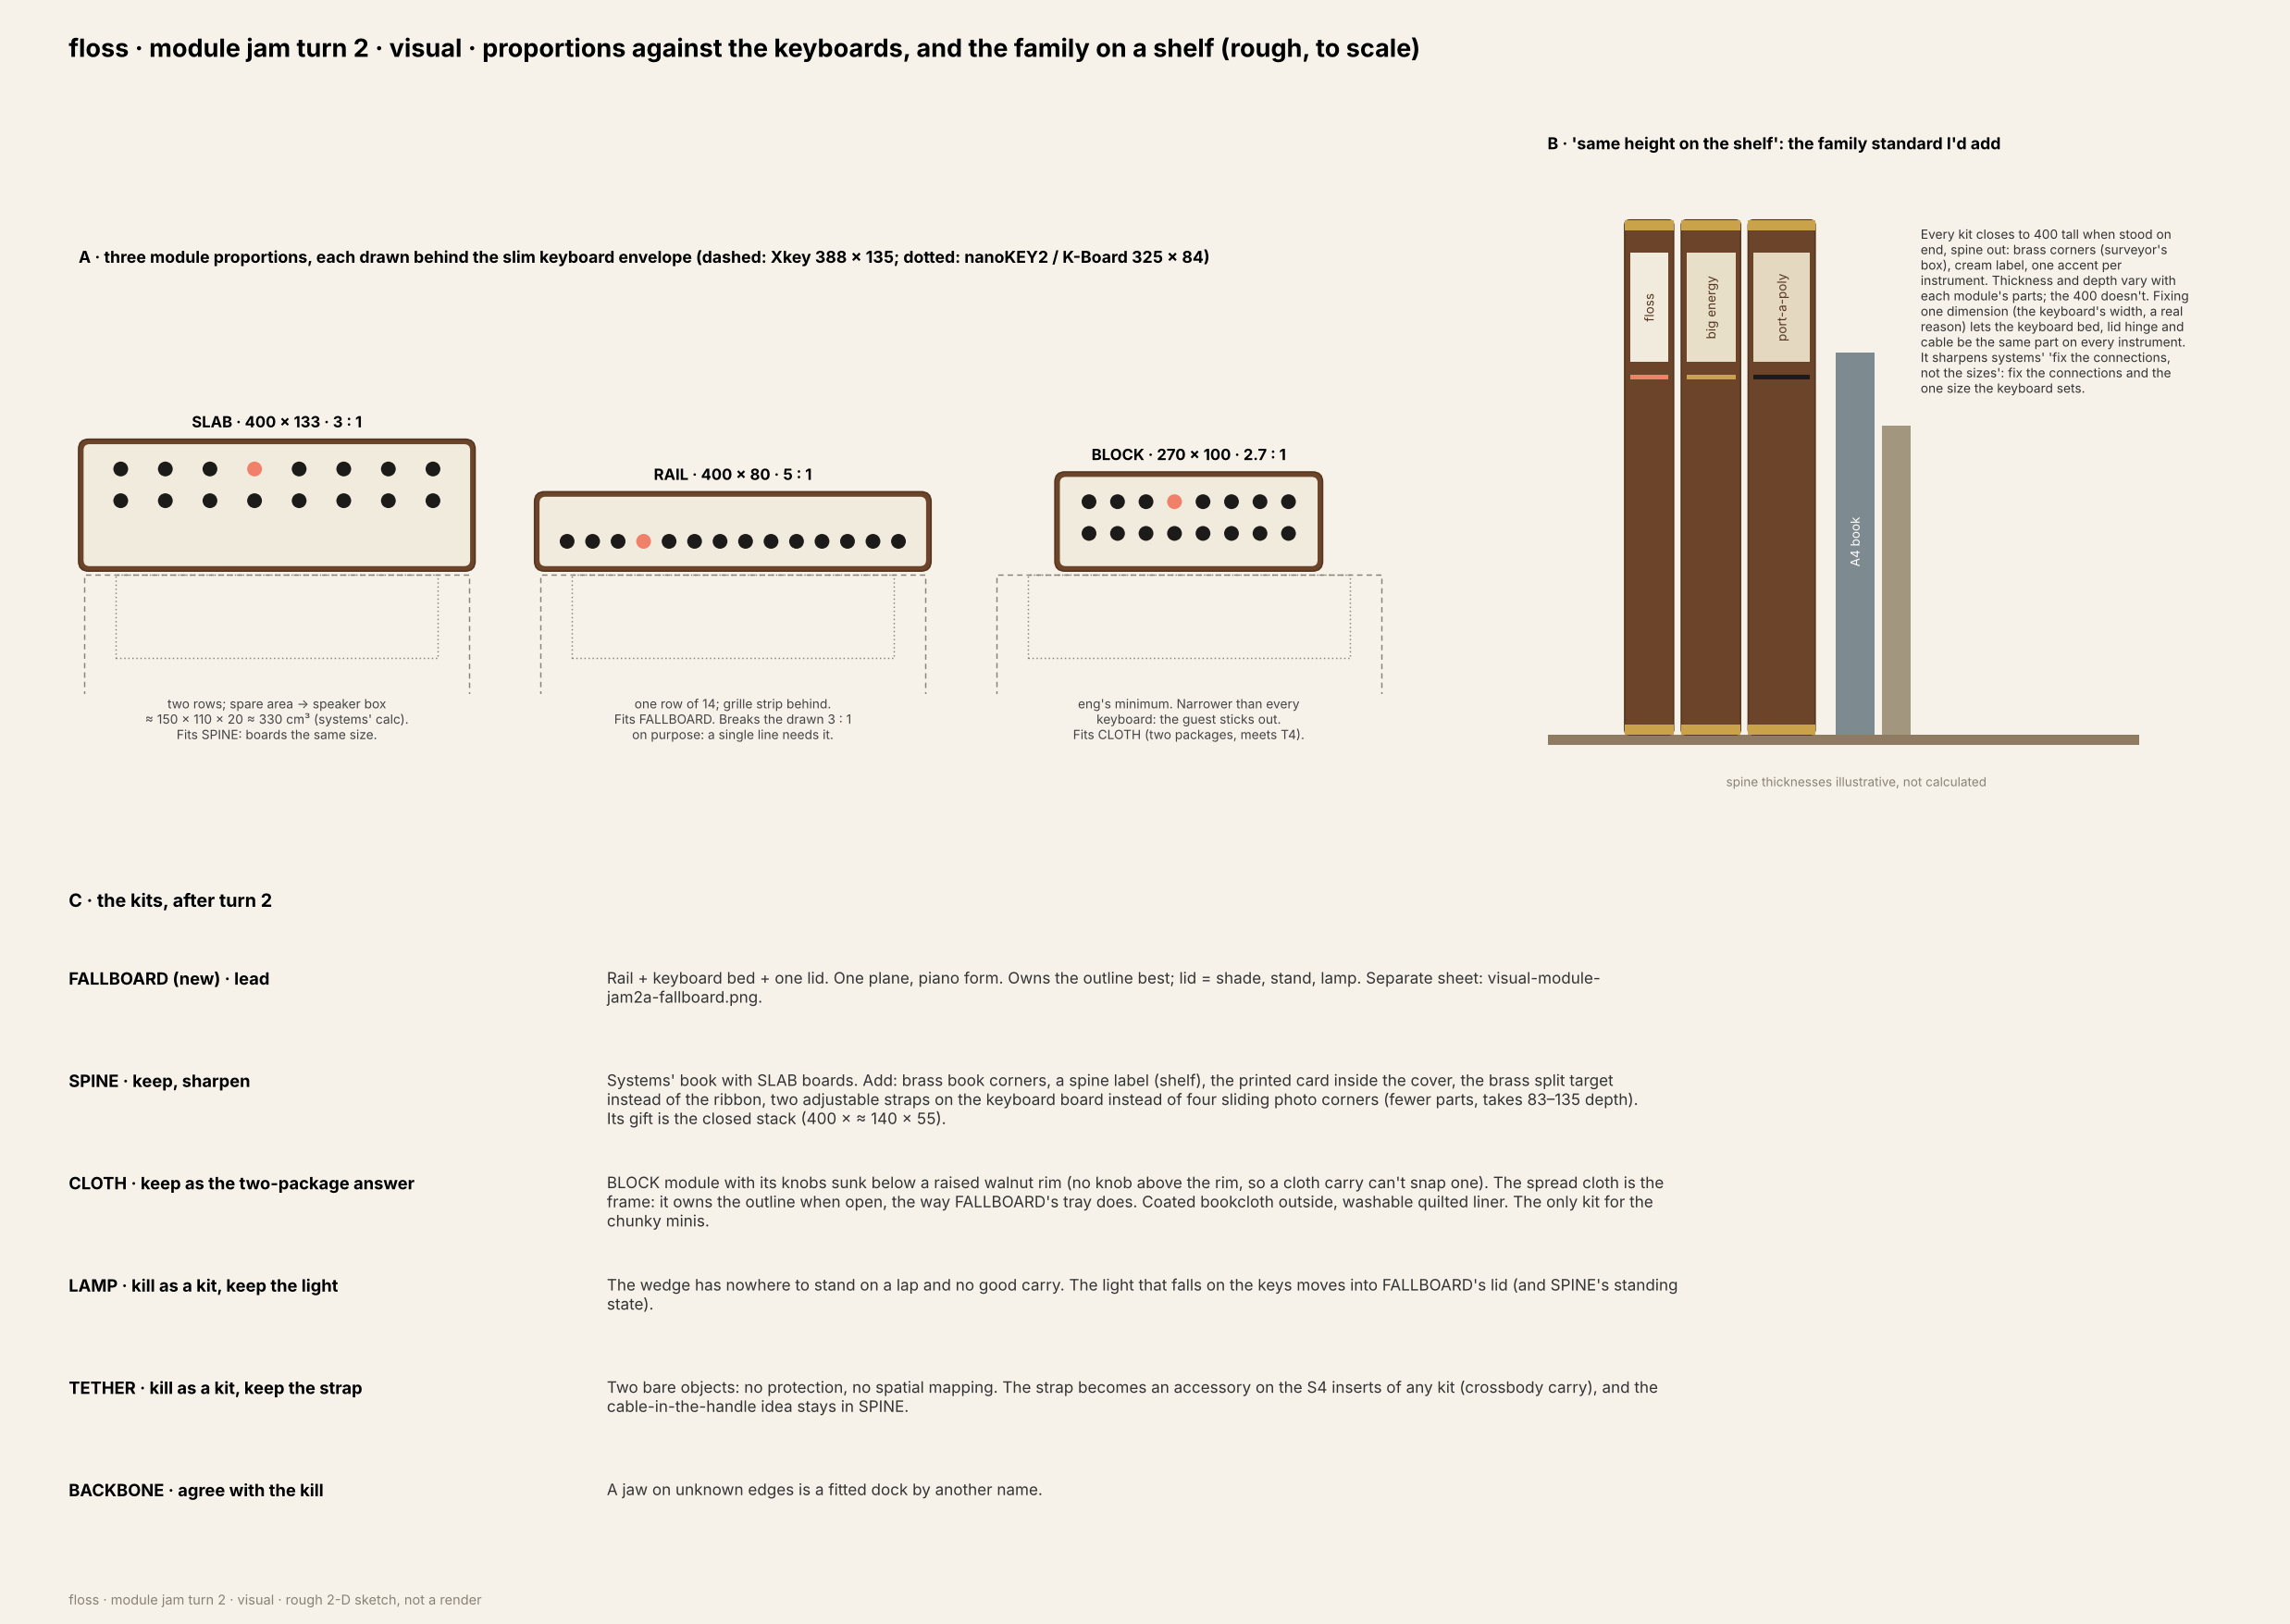 floss · module jam turn 2 · visual · proportions against the keyboards, and the family on a shelf (rough, to scale)
B · 'same height on the shelf': the family standard I'd add
A · three module proportions, each drawn behind the slim keyboard envelope (dashed: Xkey 388 × 135; dotted: nanoKEY2 / K-Board 325 × 84)
SLAB · 400 × 133 · 3 : 1
two rows; spare area → speaker box
≈ 150 × 110 × 20 ≈ 330 cm³ (systems' calc).
Fits SPINE: boards the same size.
RAIL · 400 × 80 · 5 : 1
one row of 14; grille strip behind.
Fits FALLBOARD. Breaks the drawn 3 : 1
on purpose: a single line needs it.
BLOCK · 270 × 100 · 2.7 : 1
eng's minimum. Narrower than every
keyboard: the guest sticks out.
Fits CLOTH (two packages, meets T4).
floss
big energy
port-a-poly
A4 book
Every kit closes to 400 tall when stood on
end, spine out: brass corners (surveyor's
box), cream label, one accent per
instrument. Thickness and depth vary with
each module's parts; the 400 doesn't. Fixing
one dimension (the keyboard's width, a real
reason) lets the keyboard bed, lid hinge and
cable be the same part on every instrument.
It sharpens systems' 'fix the connections,
not the sizes': fix the connections and the
one size the keyboard sets.
spine thicknesses illustrative, not calculated
C · the kits, after turn 2
FALLBOARD (new) · lead
Rail + keyboard bed + one lid. One plane, piano form. Owns the outline best; lid = shade, stand, lamp. Separate sheet: visual-module-
jam2a-fallboard.png.
SPINE · keep, sharpen
Systems' book with SLAB boards. Add: brass book corners, a spine label (shelf), the printed card inside the cover, the brass split target
instead of the ribbon, two adjustable straps on the keyboard board instead of four sliding photo corners (fewer parts, takes 83–135 depth).
Its gift is the closed stack (400 × ≈ 140 × 55).
CLOTH · keep as the two-package answer
BLOCK module with its knobs sunk below a raised walnut rim (no knob above the rim, so a cloth carry can't snap one). The spread cloth is the
frame: it owns the outline when open, the way FALLBOARD's tray does. Coated bookcloth outside, washable quilted liner. The only kit for the
chunky minis.
LAMP · kill as a kit, keep the light
The wedge has nowhere to stand on a lap and no good carry. The light that falls on the keys moves into FALLBOARD's lid (and SPINE's standing
state).
TETHER · kill as a kit, keep the strap
Two bare objects: no protection, no spatial mapping. The strap becomes an accessory on the S4 inserts of any kit (crossbody carry), and the
cable-in-the-handle idea stays in SPINE.
BACKBONE · agree with the kill
A jaw on unknown edges is a fitted dock by another name.
floss · module jam turn 2 · visual · rough 2-D sketch, not a render